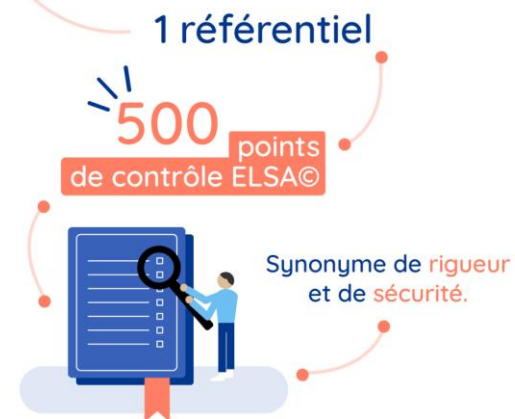 1 référentiel
500
points
de contrôle ELSA©
Synonyme de rigueur
et de sécurité.